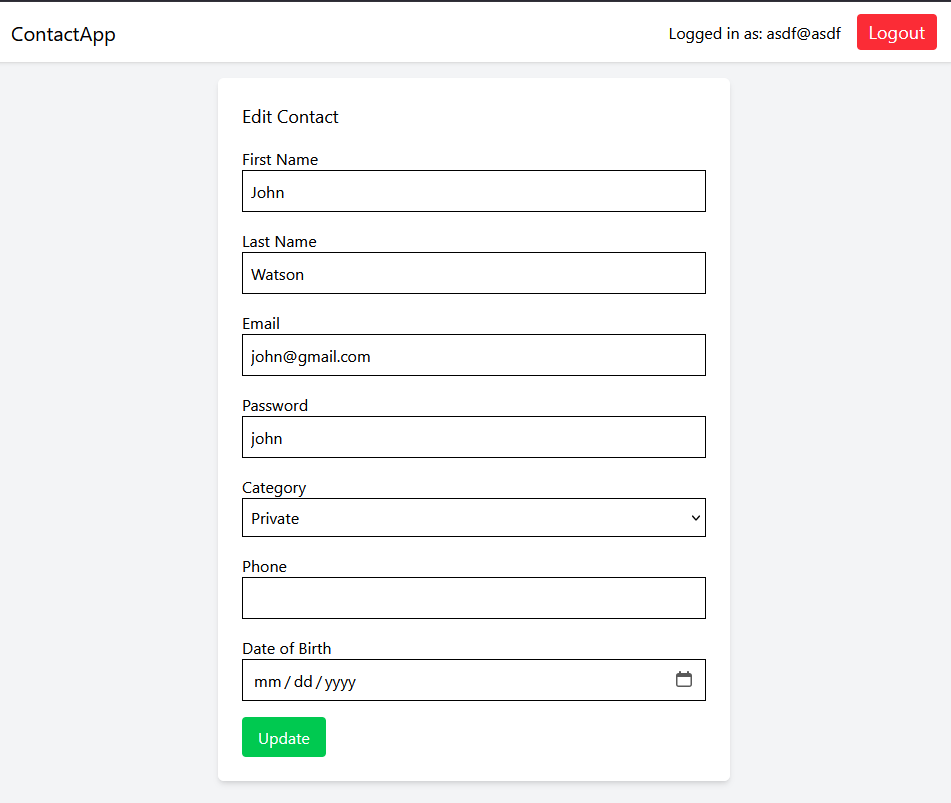 ContactApp
Logged in as: asdf@asdf
Logout
Edit Contact
First Name
John
Last Name
Watson
Email
john@gmail.com
Password
john
Category
Private
Phone
Date of Birth
mm/dd/yyyy
Update